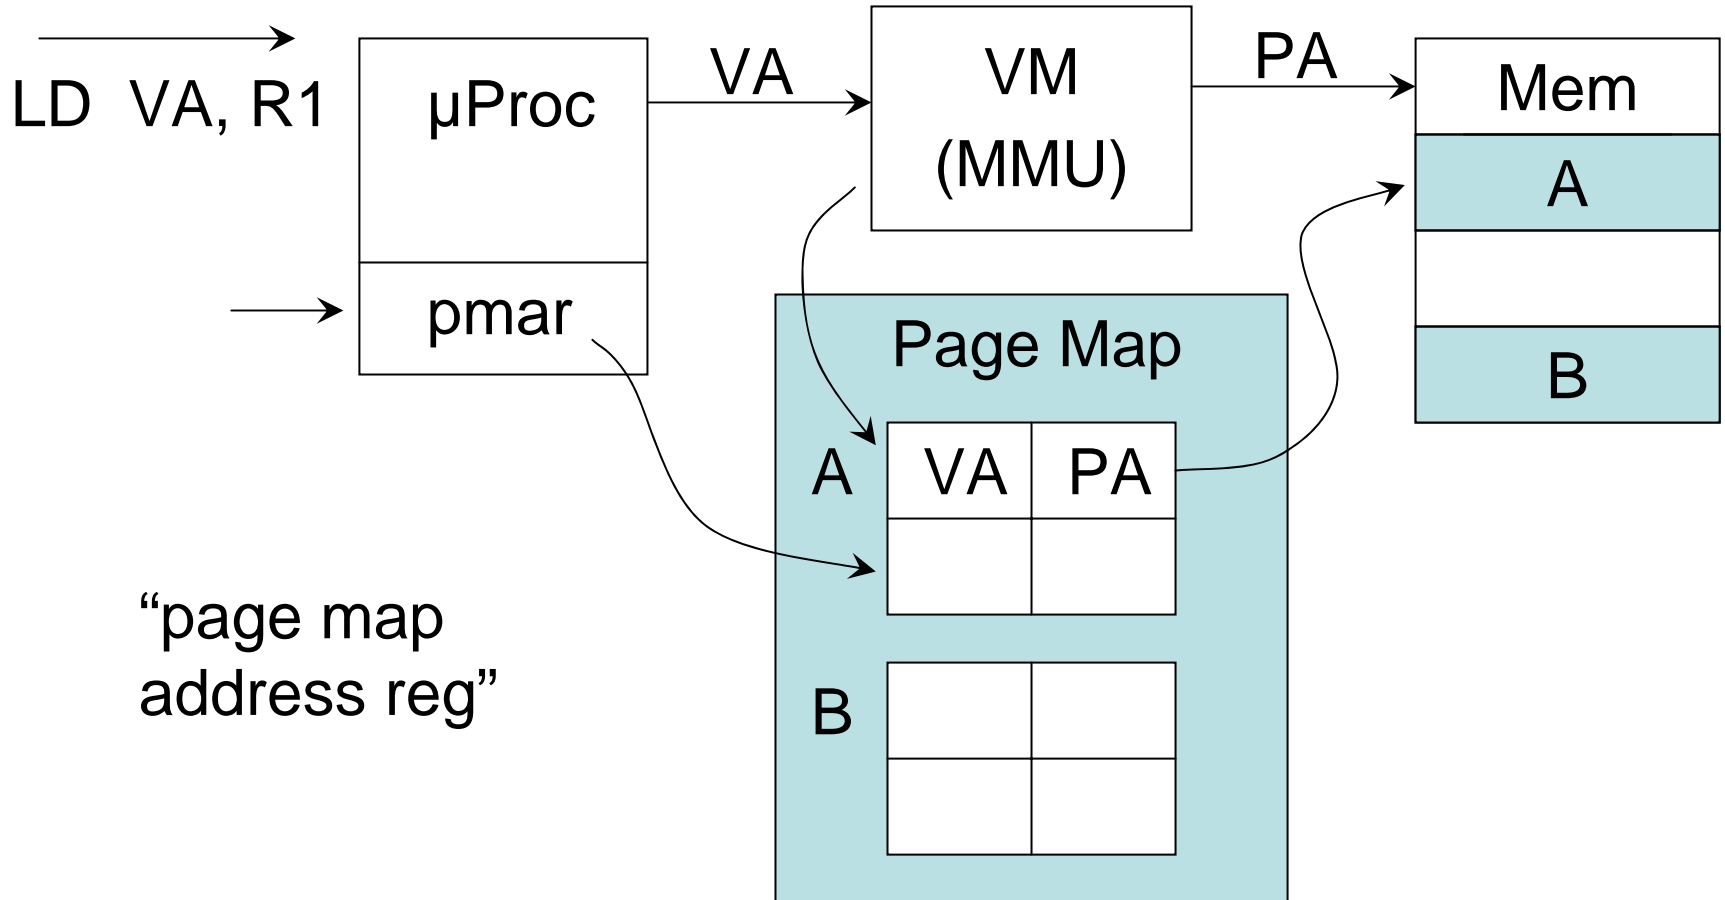 LD VA, R1
µProc
pmar
VA
VM
(MMU)
PA
Mem
A
B
Page Map
A
VA
PA
B
“page map
address reg”